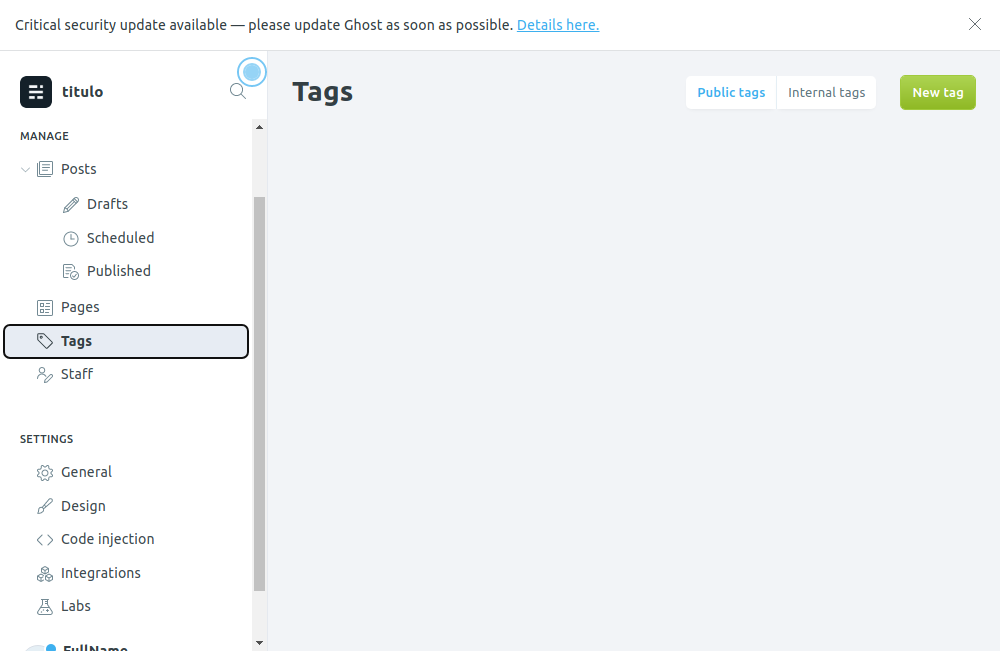 Critical security update available — please update Ghost as soon as possible. Details here.
titulo
Tags
Public tags
Internal tags
New tag
MANAGE
Posts
Drafts
Scheduled
Published
Pages
Tags
Staff
SETTINGS
General
Design
Code injection
Integrations
Labs
FullName